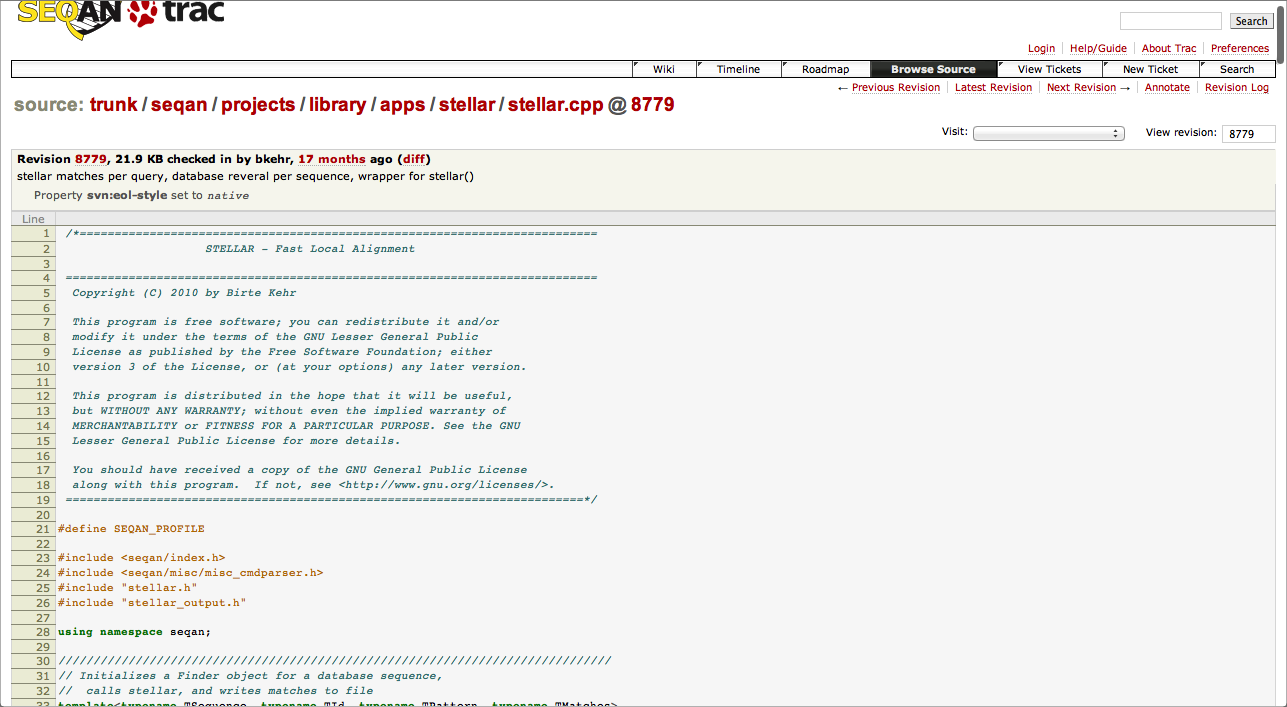 SEQAN trac
Search
Login Help/Guide About Trac Preferences
Wiki Timeline Roadmap Browse Source View Tickets New Ticket Search
← Previous Revision Latest Revision Next Revision → Annotate Revision Log
source: trunk / seqan / projects / library / apps / stellar / stellar.cpp @ 8779
Visit: View revision: 8779
Revision 8779, 21.9 KB checked in by bkehr, 17 months ago (diff)
stellar matches per query, database reveral per sequence, wrapper for stellar()
Property svn:eol-style set to native
Line
1 /*==========================================================================
2 STELLAR - Fast Local Alignment
3
4 ============================================================================
5 Copyright (C) 2010 by Birte Kehr
6
7 This program is free software; you can redistribute it and/or
8 modify it under the terms of the GNU Lesser General Public
9 License as published by the Free Software Foundation; either
10 version 3 of the License, or (at your options) any later version.
11
12 This program is distributed in the hope that it will be useful,
13 but WITHOUT ANY WARRANTY; without even the implied warranty of
14 MERCHANTABILITY or FITNESS FOR A PARTICULAR PURPOSE. See the GNU
15 Lesser General Public License for more details.
16
17 You should have received a copy of the GNU General Public License
18 along with this program.  If not, see <http://www.gnu.org/licenses/>.
19 ==========================================================================*/
20
21 #define SEQAN_PROFILE
22
23 #include <seqan/index.h>
24 #include <seqan/misc/misc_cmdparser.h>
25 #include "stellar.h"
26 #include "stellar_output.h"
27
28 using namespace seqan;
29
30 ///////////////////////////////////////////////////////////////////////////////
31 // Initializes a Finder object for a database sequence,
32 //  calls stellar, and writes matches to file
33 template<typename TSequence, typename TId, typename TPattern, typename TMatches>